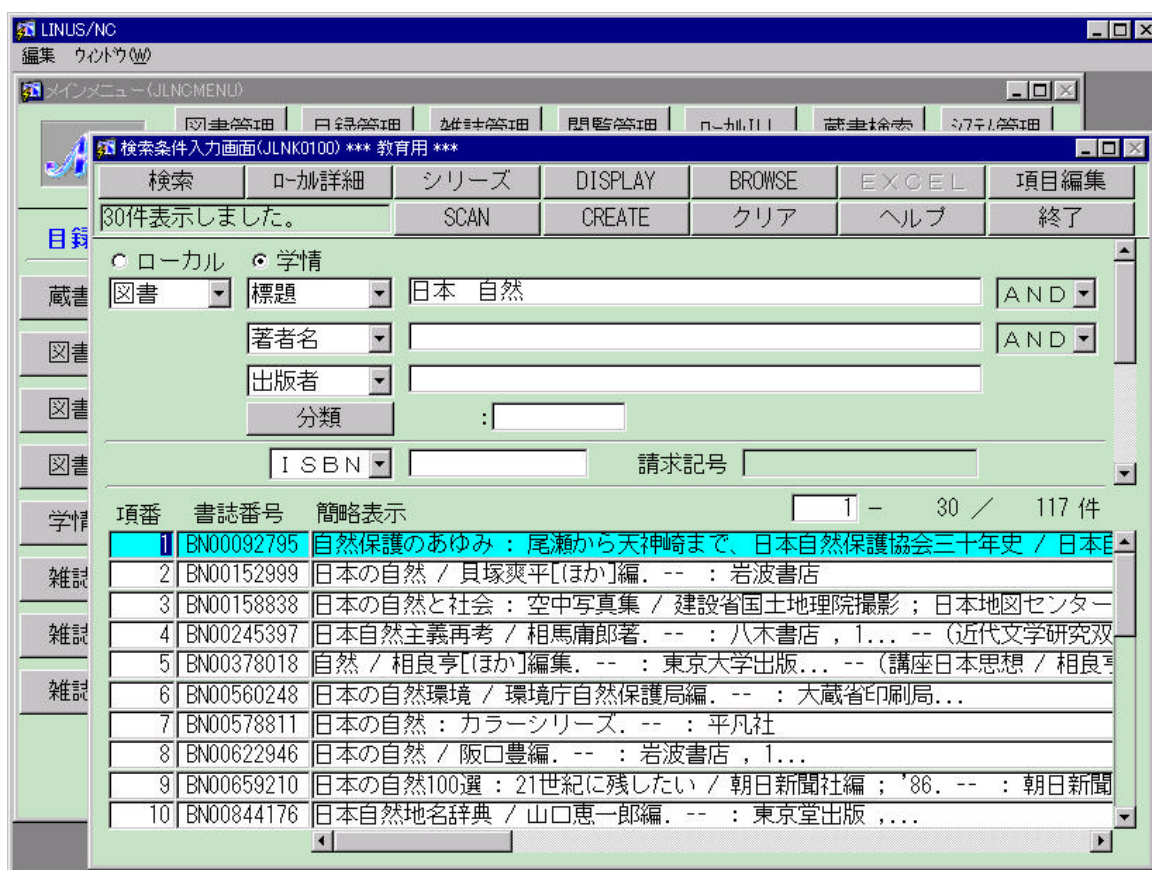 LINUS/NC
編集 ウィンドウ(W)
メインメニュー(JLNGMENU)
図書管理 目録管理 雑誌管理 閲覧管理 ローカルILL 蔵書検索 システム管理
検索条件入力画面(JLNK0100) *** 教育用 ***
検索 ローカル詳細 シリーズ DISPLAY BROWSE EXCEL 項目編集
30件表示しました。 SCAN CREATE クリア ヘルプ 終了
目録
ローカル 学情
蔵書 図書 標題 日本 自然 AND
図書 著者名 AND
出版者
図書 分類 :
図書 ISBN 請求記号
学情 項番 書誌番号 簡略表示 1 - 30 / 117 件
1 BN00092795 自然保護のあゆみ : 尾瀬から天神崎まで、日本自然保護協会三十年史 / 日本自
雑誌 2 BN00152999 日本の自然 / 貝塚爽平[ほか]編. -- : 岩波書店
3 BN00158838 日本の自然と社会 : 空中写真集 / 建設省国土地理院撮影 ; 日本地図センター
雑誌 4 BN00245397 日本自然主義再考 / 相馬庸郎著. -- : 八木書店 , 1... -- (近代文学研究双
5 BN00378018 自然 / 相良亨[ほか]編集. -- : 東京大学出版... -- (講座日本思想 / 相良亨
雑誌 6 BN00560248 日本の自然環境 / 環境庁自然保護局編. -- : 大蔵省印刷局...
7 BN00578811 日本の自然 : カラーシリーズ. -- : 平凡社
8 BN00622946 日本の自然 / 阪口豊編. -- : 岩波書店 , 1...
9 BN00659210 日本の自然100選 : 21世紀に残したい / 朝日新聞社編 ; '86. -- : 朝日新聞
10 BN00844176 日本自然地名辞典 / 山口恵一郎編. -- : 東京堂出版 ,...